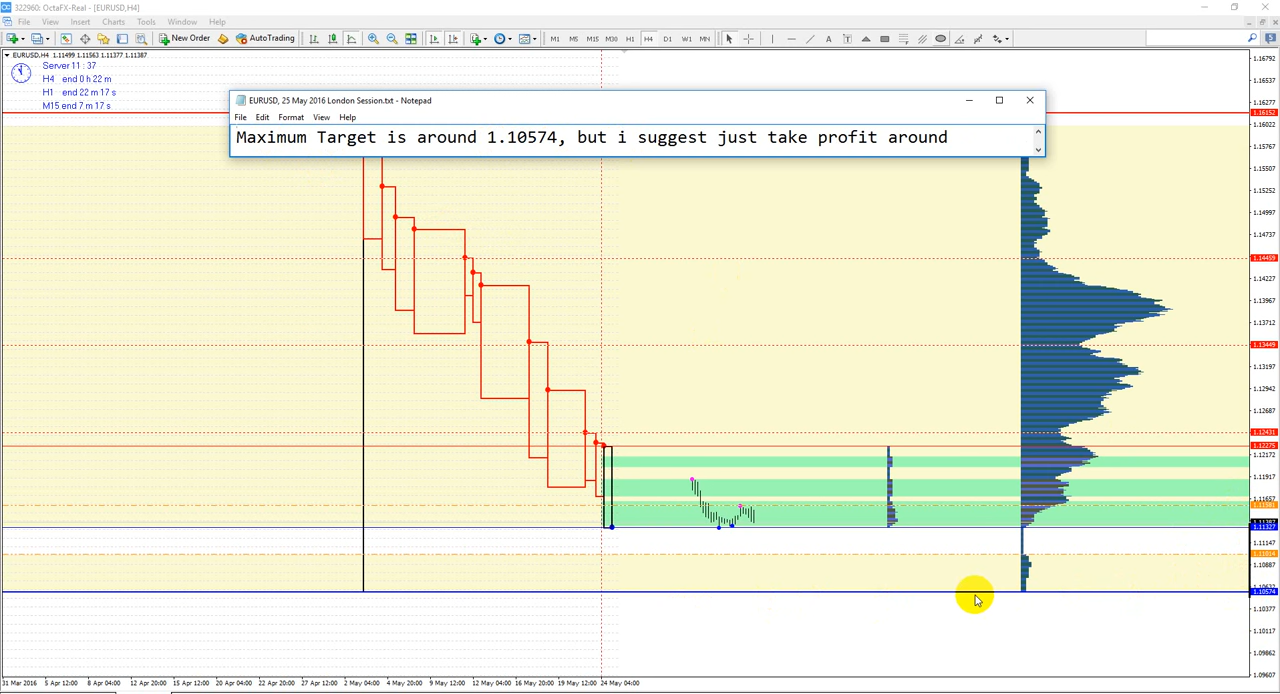 322960: OctaFX-Real - [EURUSD,H4]
File View Insert Charts Tools Window Help
New Order AutoTrading M1 M5 M15 M30 H1 H4 D1 W1 MN
EURUSD,H4 1.11499 1.11563 1.11377 1.11387
Server 11 : 37
H4 end 0 h 22 m
H1 end 22 m 17 s
M15 end 7 m 17 s
EURUSD, 25 May 2016 London Session.txt - Notepad
File Edit Format View Help
Maximum Target is around 1.10574, but i suggest just take profit around
1.16792
1.16537
1.16277
1.16152
1.16022
1.15767
1.15507
1.15252
1.14997
1.14737
1.14459
1.14227
1.13967
1.13712
1.13449
1.13197
1.12942
1.12687
1.12431
1.12275
1.12172
1.11917
1.11657
1.11387
1.11327
1.11147
1.11014
1.10887
1.10574
1.10377
1.10117
1.09862
1.09607
31 Mar 2016 5 Apr 12:00 8 Apr 04:00 12 Apr 20:00 15 Apr 12:00 20 Apr 04:00 22 Apr 20:00 27 Apr 12:00 2 May 04:00 4 May 20:00 9 May 12:00 12 May 04:00 16 May 20:00 19 May 12:00 24 May 04:00